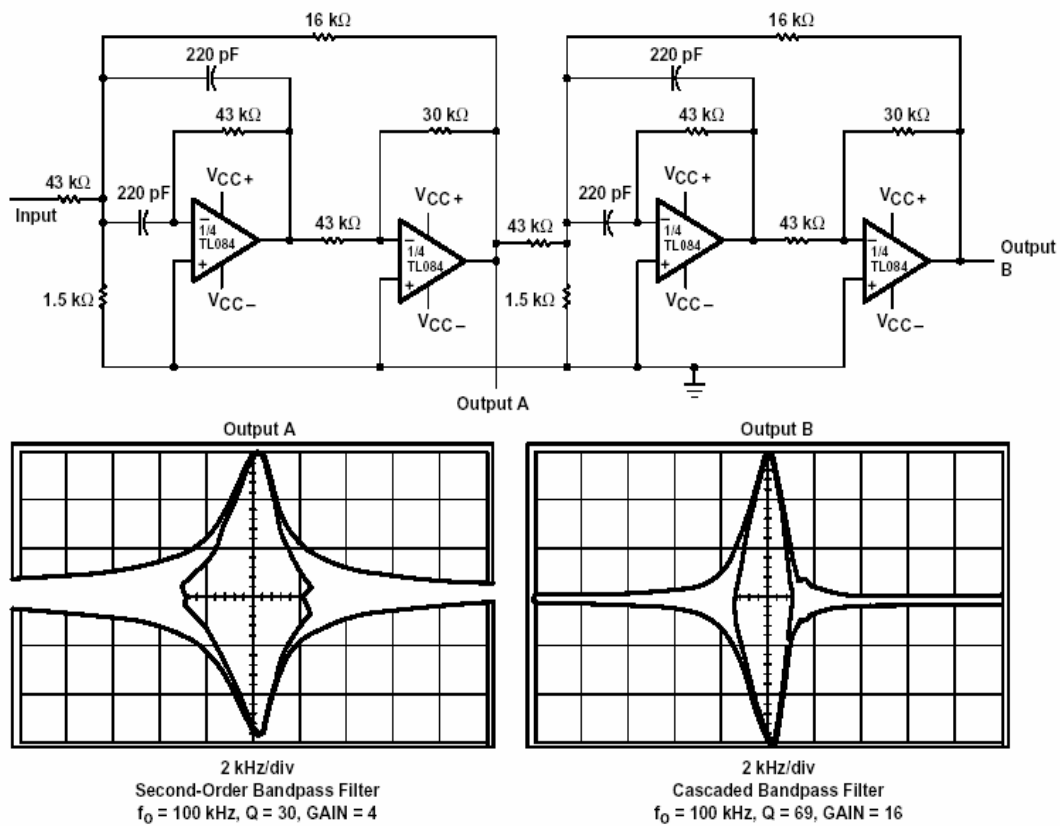 16 kΩ
16 kΩ
220 pF
220 pF
43 kΩ
30 kΩ
43 kΩ
30 kΩ
43 kΩ
Input
220 pF
VCC+
−
1/4
TL084
+
VCC−
1.5 kΩ
43 kΩ
VCC+
−
1/4
TL084
+
VCC−
43 kΩ
220 pF
VCC+
−
1/4
TL084
+
VCC−
1.5 kΩ
43 kΩ
VCC+
−
1/4
TL084
+
VCC−
Output
B
Output A
Output A
Output B
2 kHz/div
Second-Order Bandpass Filter
fO = 100 kHz, Q = 30, GAIN = 4
2 kHz/div
Cascaded Bandpass Filter
fO = 100 kHz, Q = 69, GAIN = 16